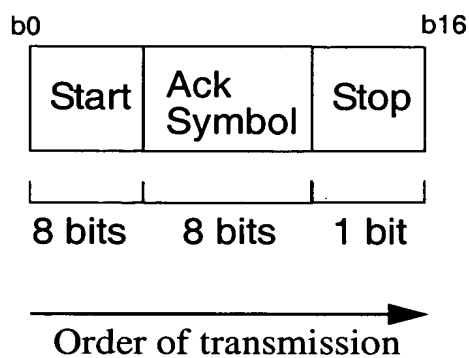 b0 b16
Start Ack Symbol Stop
8 bits 8 bits 1 bit
Order of transmission